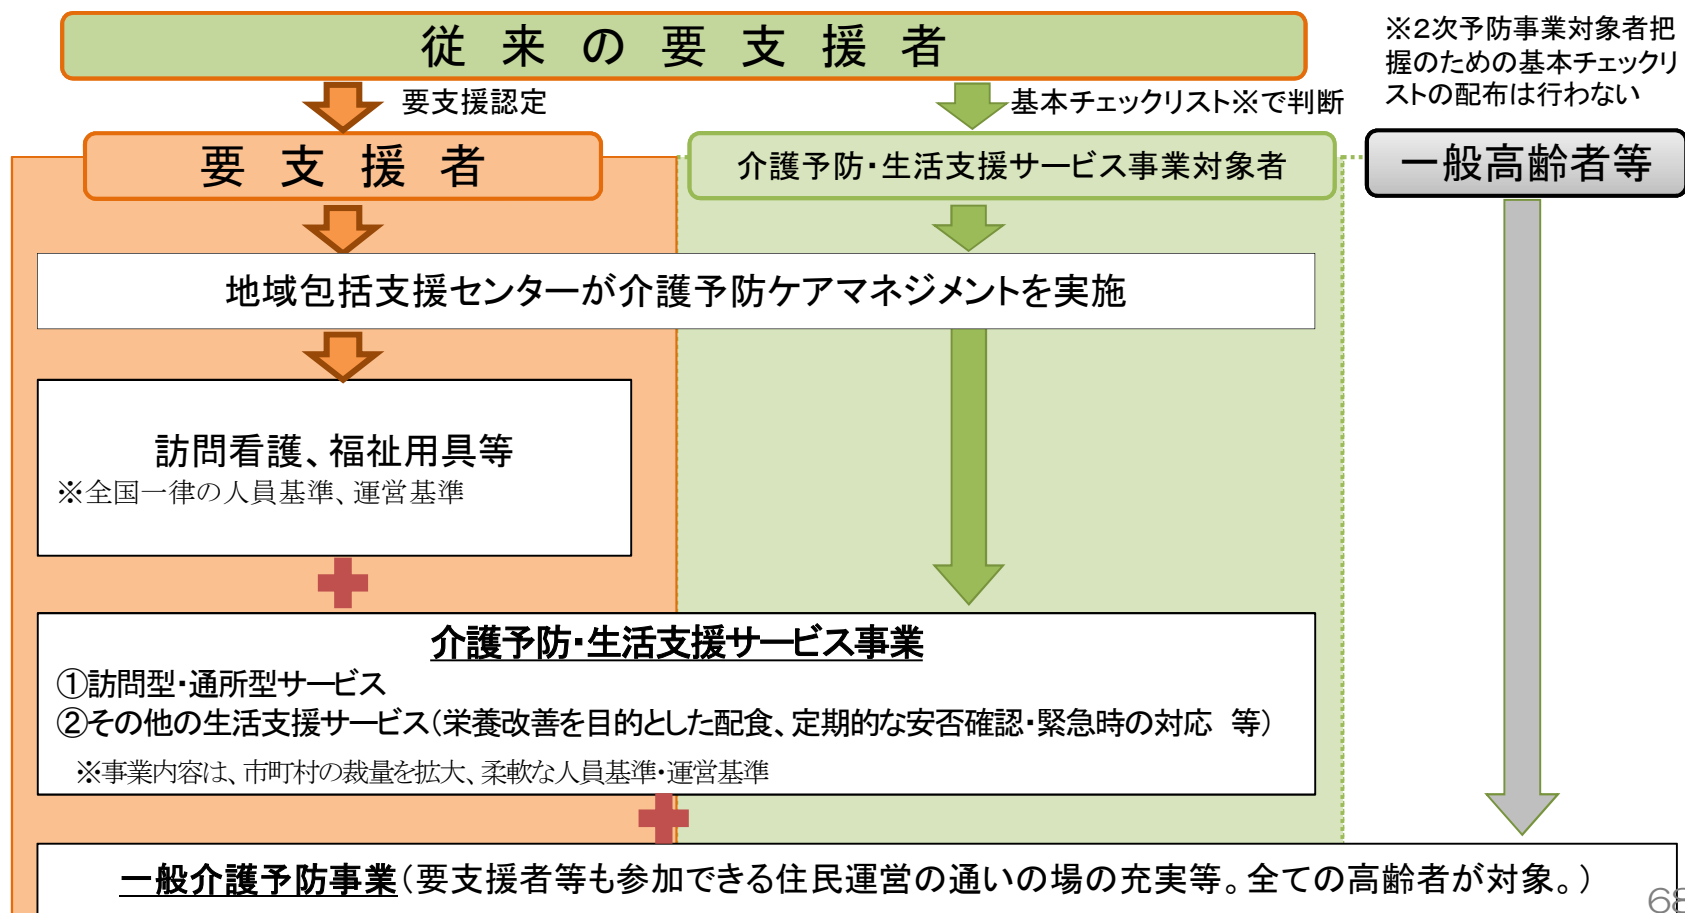 従来の要支援者
※2次予防事業対象者把
握のための基本チェックリ
ストの配布は行わない
要支援認定
基本チェックリスト※で判断
要支援者
介護予防・生活支援サービス事業対象者
一般高齢者等
地域包括支援センターが介護予防ケアマネジメントを実施
訪問看護、福祉用具等
※全国一律の人員基準、運営基準
介護予防・生活支援サービス事業
①訪問型・通所型サービス
②その他の生活支援サービス（栄養改善を目的とした配食、定期的な安否確認・緊急時の対応　等）
※事業内容は、市町村の裁量を拡大、柔軟な人員基準・運営基準
一般介護予防事業（要支援者等も参加できる住民運営の通いの場の充実等。全ての高齢者が対象。）
68